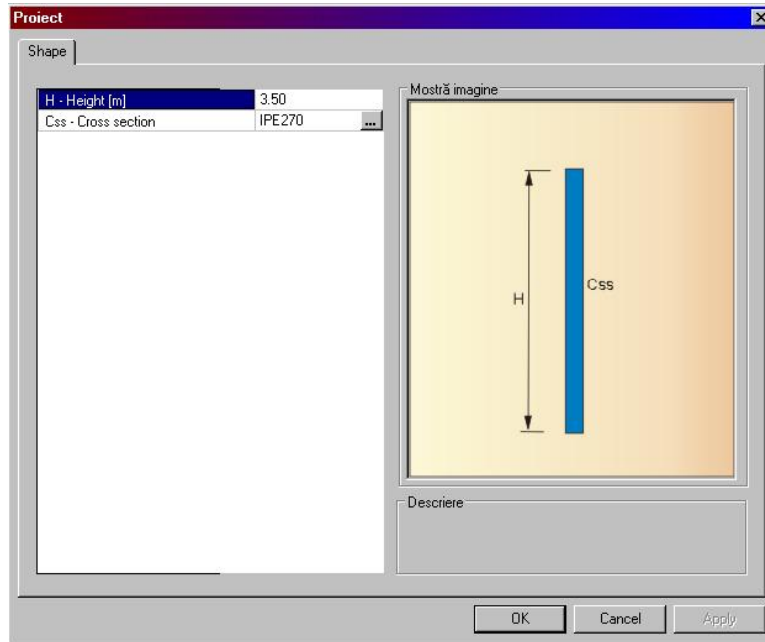 Proiect
Shape
H - Height [m] 3.50
Css - Cross section IPE270 ...
Mostră imagine
H
Css
Descriere
OK Cancel Apply